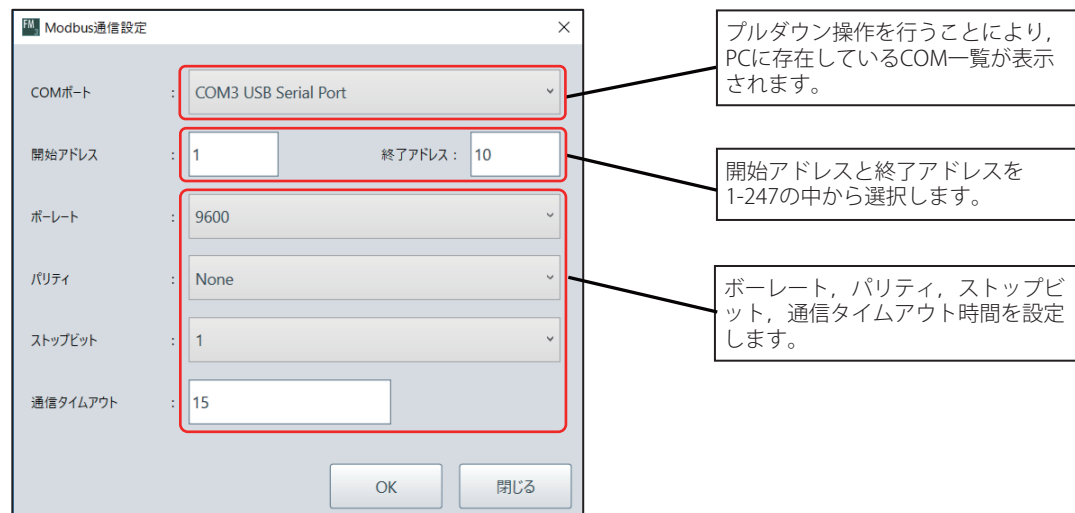 FM Modbus通信設定
プルダウン操作を行うことにより，
PCに存在しているCOM一覧が表示
されます。
COMポート : COM3 USB Serial Port
開始アドレス : 1 終了アドレス : 10
開始アドレスと終了アドレスを
1-247の中から選択します。
ボーレート : 9600
パリティ : None
ボーレート，パリティ，ストップビ
ット，通信タイムアウト時間を設定
します。
ストップビット : 1
通信タイムアウト : 15
OK 閉じる